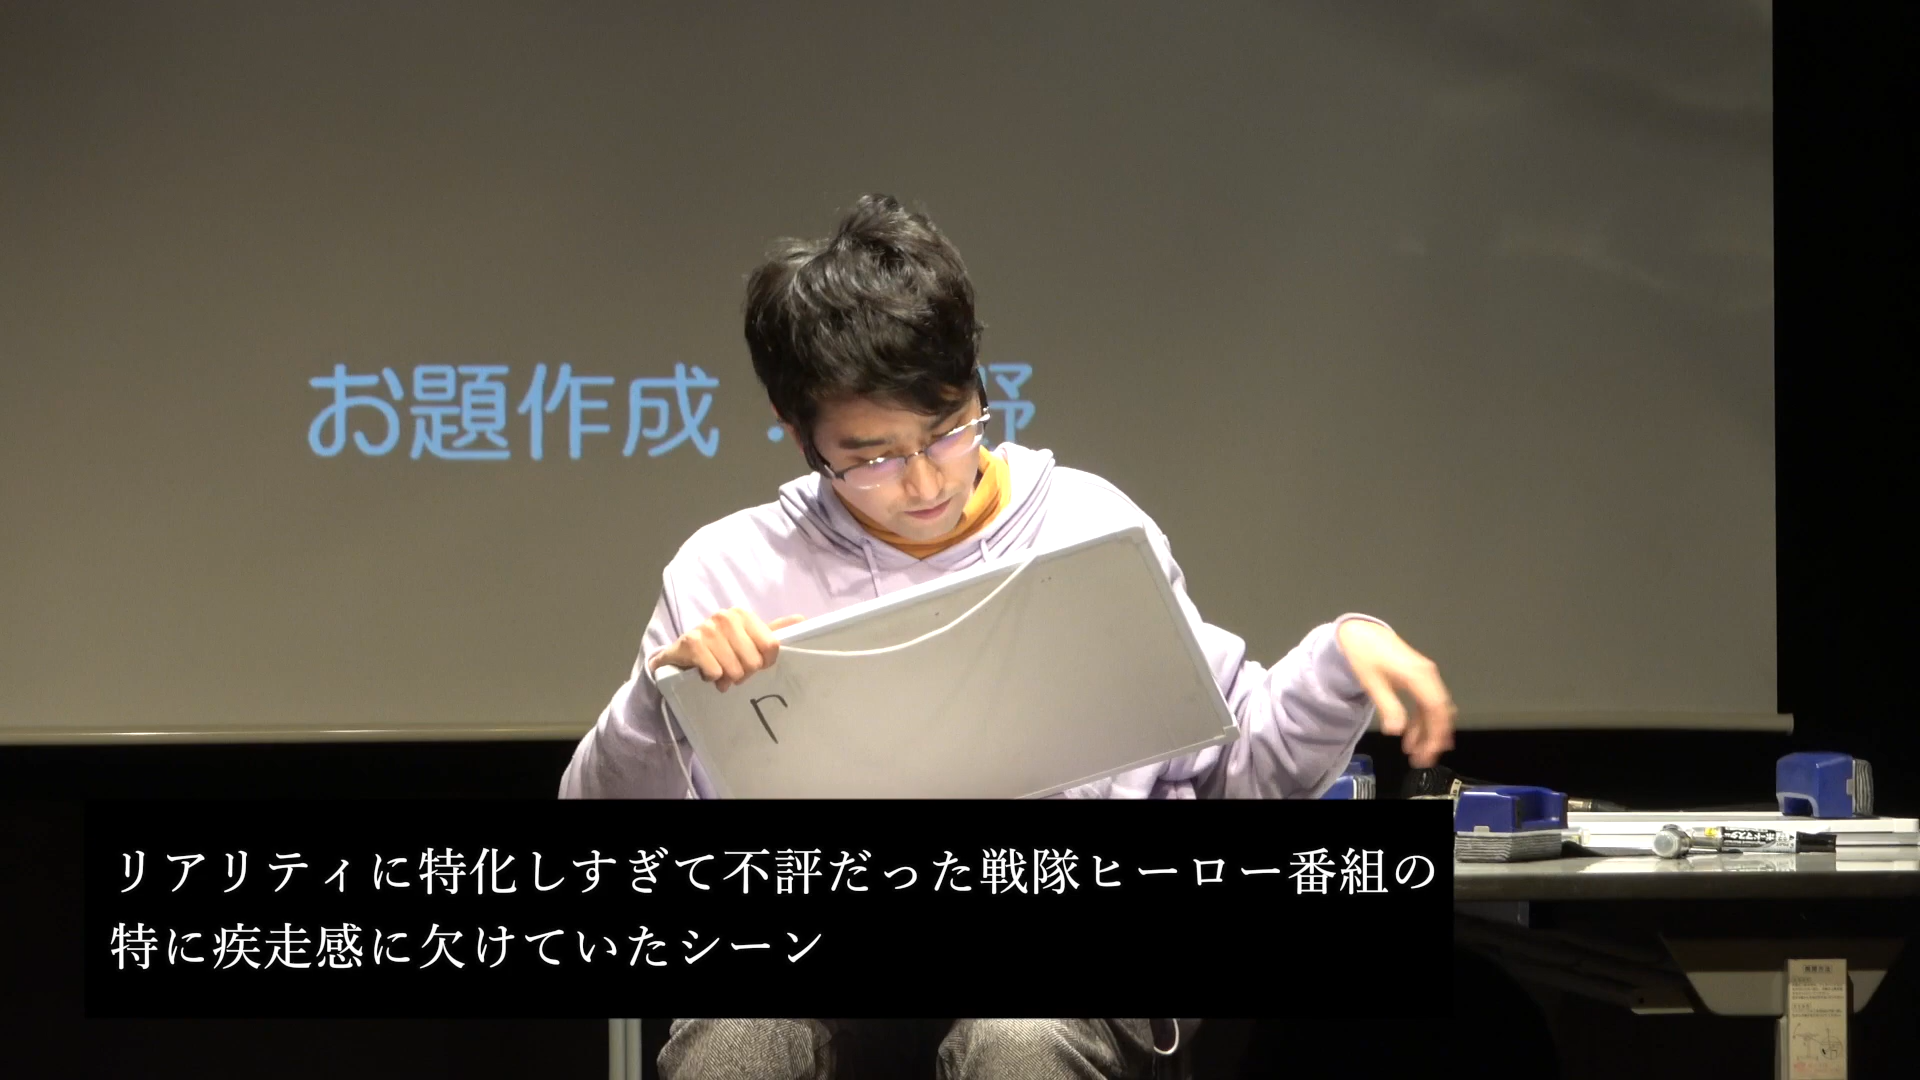 お題作成
「
リアリティに特化しすぎて不評だった戦隊ヒーロー番組の
特に疾走感に欠けていたシーン